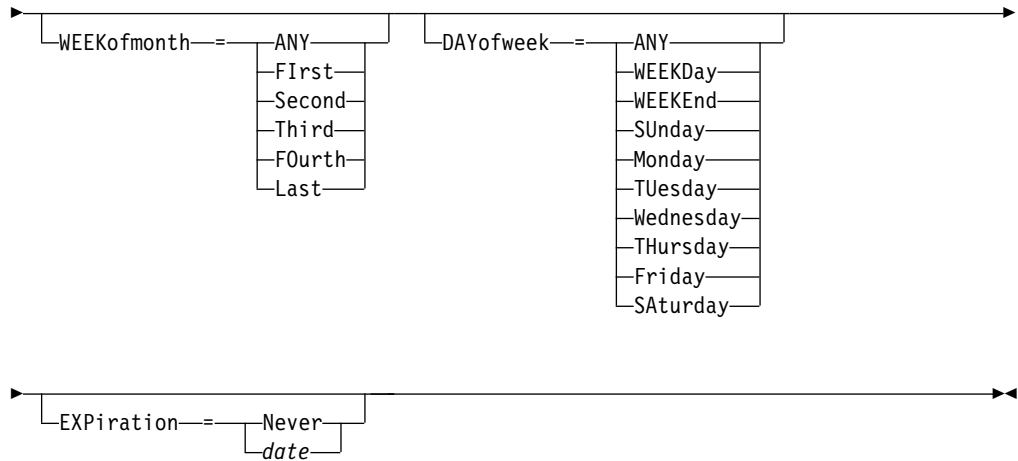 WEEKofmonth = ANY DAYofweek = ANY
FIrst WEEKDay
Second WEEKEnd
Third SUnday
FOurth Monday
Last TUesday
Wednesday
THursday
Friday
SAturday
EXPiration = Never
date